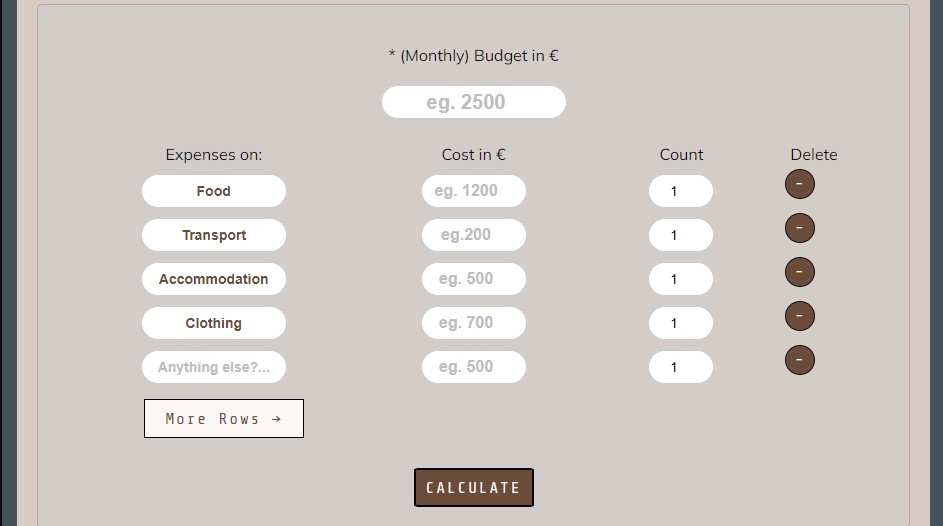 * (Monthly) Budget in €
eg. 2500
Expenses on: Cost in € Count Delete
Food eg. 1200 1 -
Transport eg.200 1 -
Accommodation eg. 500 1 -
Clothing eg. 700 1 -
Anything else?... eg. 500 1 -
More Rows →
CALCULATE